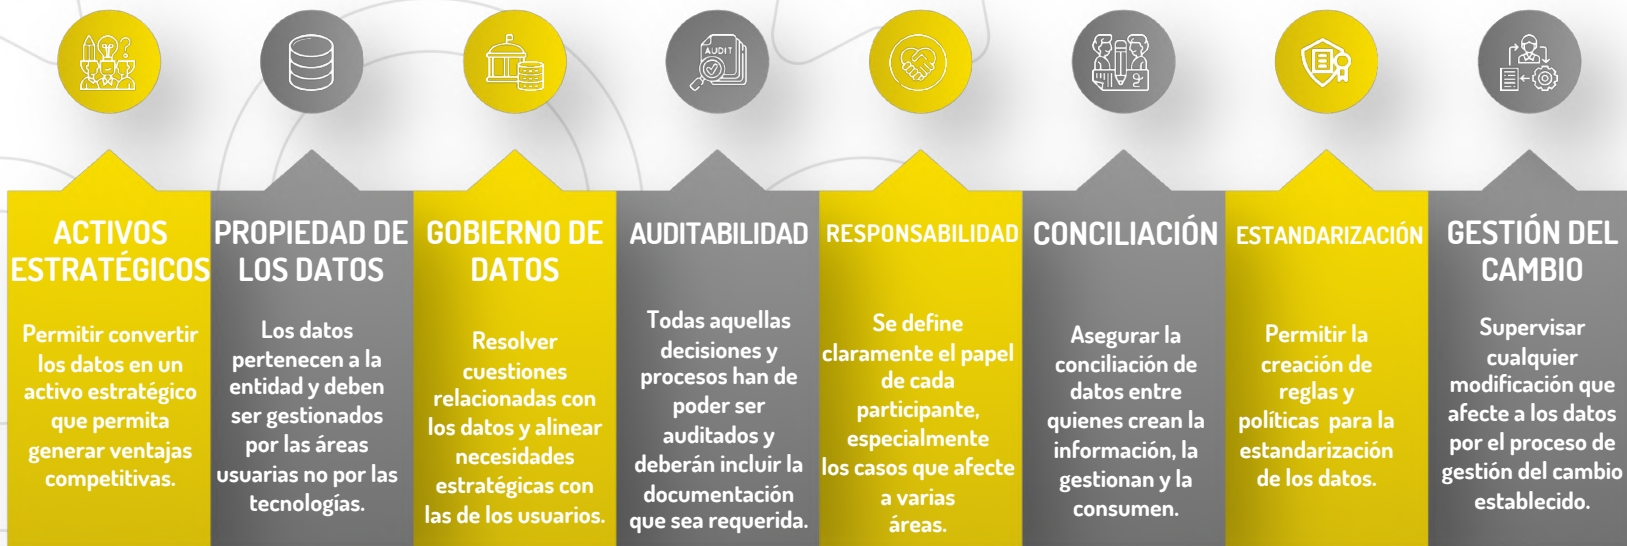 AUDIT
ACTIVOS
ESTRATÉGICOS
Permitir convertir
los datos en un
activo estratégico
que permita
generar ventajas
competitivas.
PROPIEDAD DE
LOS DATOS
Los datos
pertenecen a la
entidad y deben
ser gestionados
por las áreas
usuarias no por las
tecnologías.
GOBIERNO DE
DATOS
Resolver
cuestiones
relacionadas con
los datos y alinear
necesidades
estratégicas con
las de los usuarios.
AUDITABILIDAD
Todas aquellas
decisiones y
procesos han de
poder ser
auditados y
deberán incluir la
documentación
que sea requerida.
RESPONSABILIDAD
Se define
claramente el papel
de cada
participante,
especialmente
los casos que afecte
a varias
áreas.
CONCILIACIÓN
Asegurar la
conciliación de
datos entre
quienes crean la
información, la
gestionan y la
consumen.
ESTANDARIZACIÓN
Permitir la
creación de
reglas y
políticas para la
estandarización
de los datos.
GESTIÓN DEL
CAMBIO
Supervisar
cualquier
modificación que
afecte a los datos
por el proceso de
gestión del cambio
establecido.